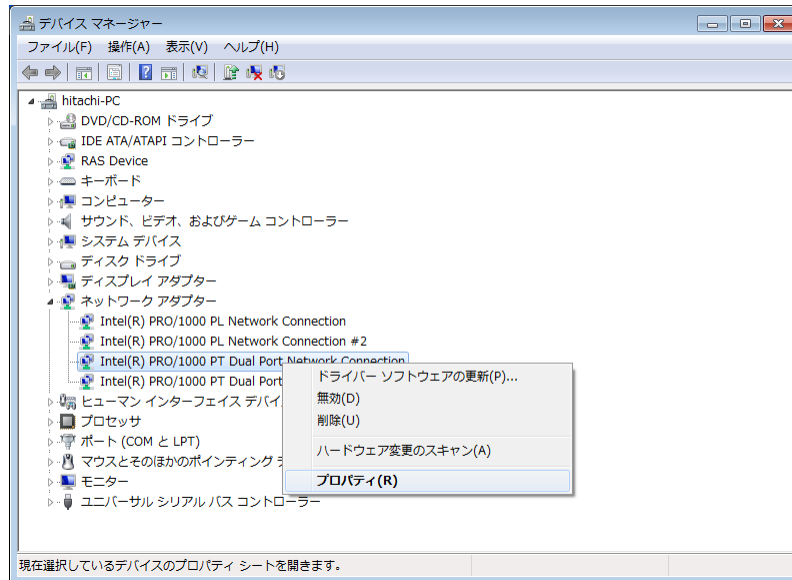 デバイス マネージャー
ファイル(F) 操作(A) 表示(V) ヘルプ(H)
hitachi-PC
DVD/CD-ROM ドライブ
IDE ATA/ATAPI コントローラー
RAS Device
キーボード
コンピューター
サウンド、ビデオ、およびゲーム コントローラー
システム デバイス
ディスク ドライブ
ディスプレイ アダプター
ネットワーク アダプター
Intel(R) PRO/1000 PL Network Connection
Intel(R) PRO/1000 PL Network Connection #2
Intel(R) PRO/1000 PT Dual Port Network Connection
Intel(R) PRO/1000 PT Dual Port
ヒューマン インターフェイス デバイ
プロセッサ
ポート (COM と LPT)
マウスとそのほかのポインティング
モニター
ユニバーサル シリアル バス コントローラー
ドライバー ソフトウェアの更新(P)...
無効(D)
削除(U)
ハードウェア変更のスキャン(A)
プロパティ(R)
現在選択しているデバイスのプロパティ シートを開きます。